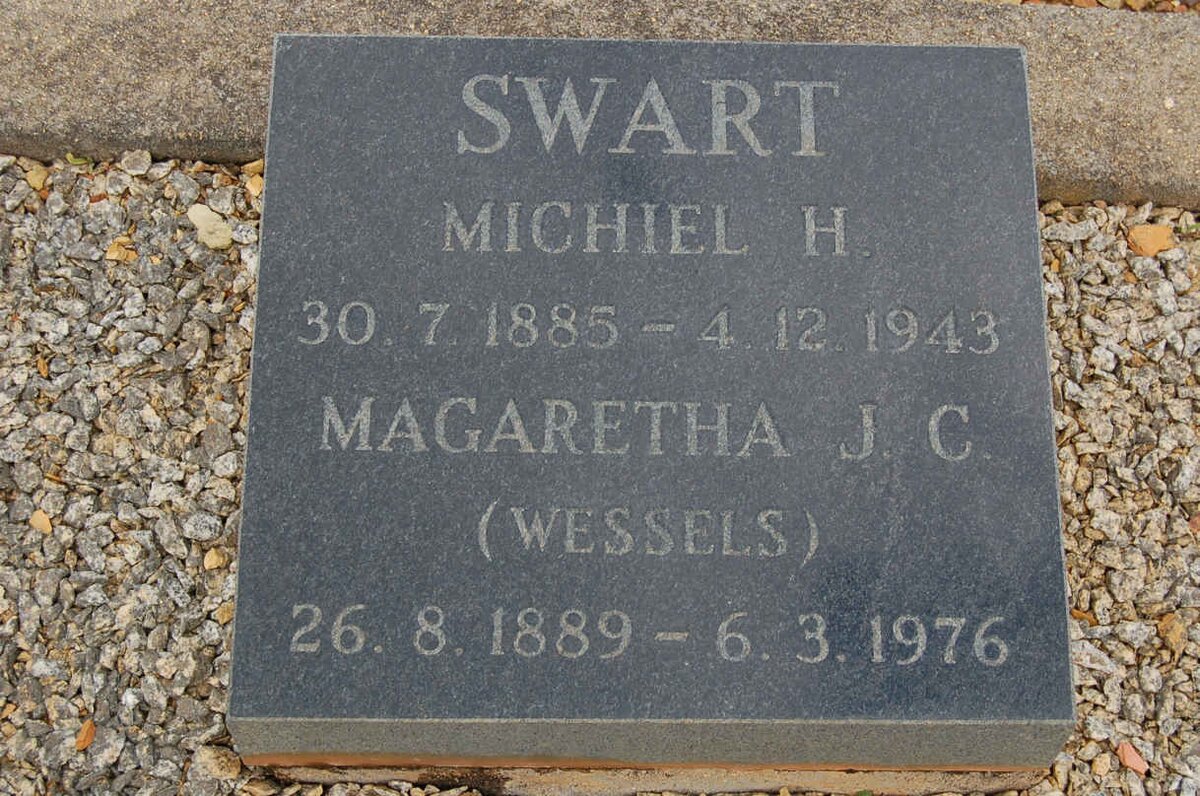 SWART
MICHIEL H.
30. 7. 1885 – 4. 12. 1943
MAGARETHA J. C.
(WESSELS)
26. 8. 1889 – 6. 3. 1976